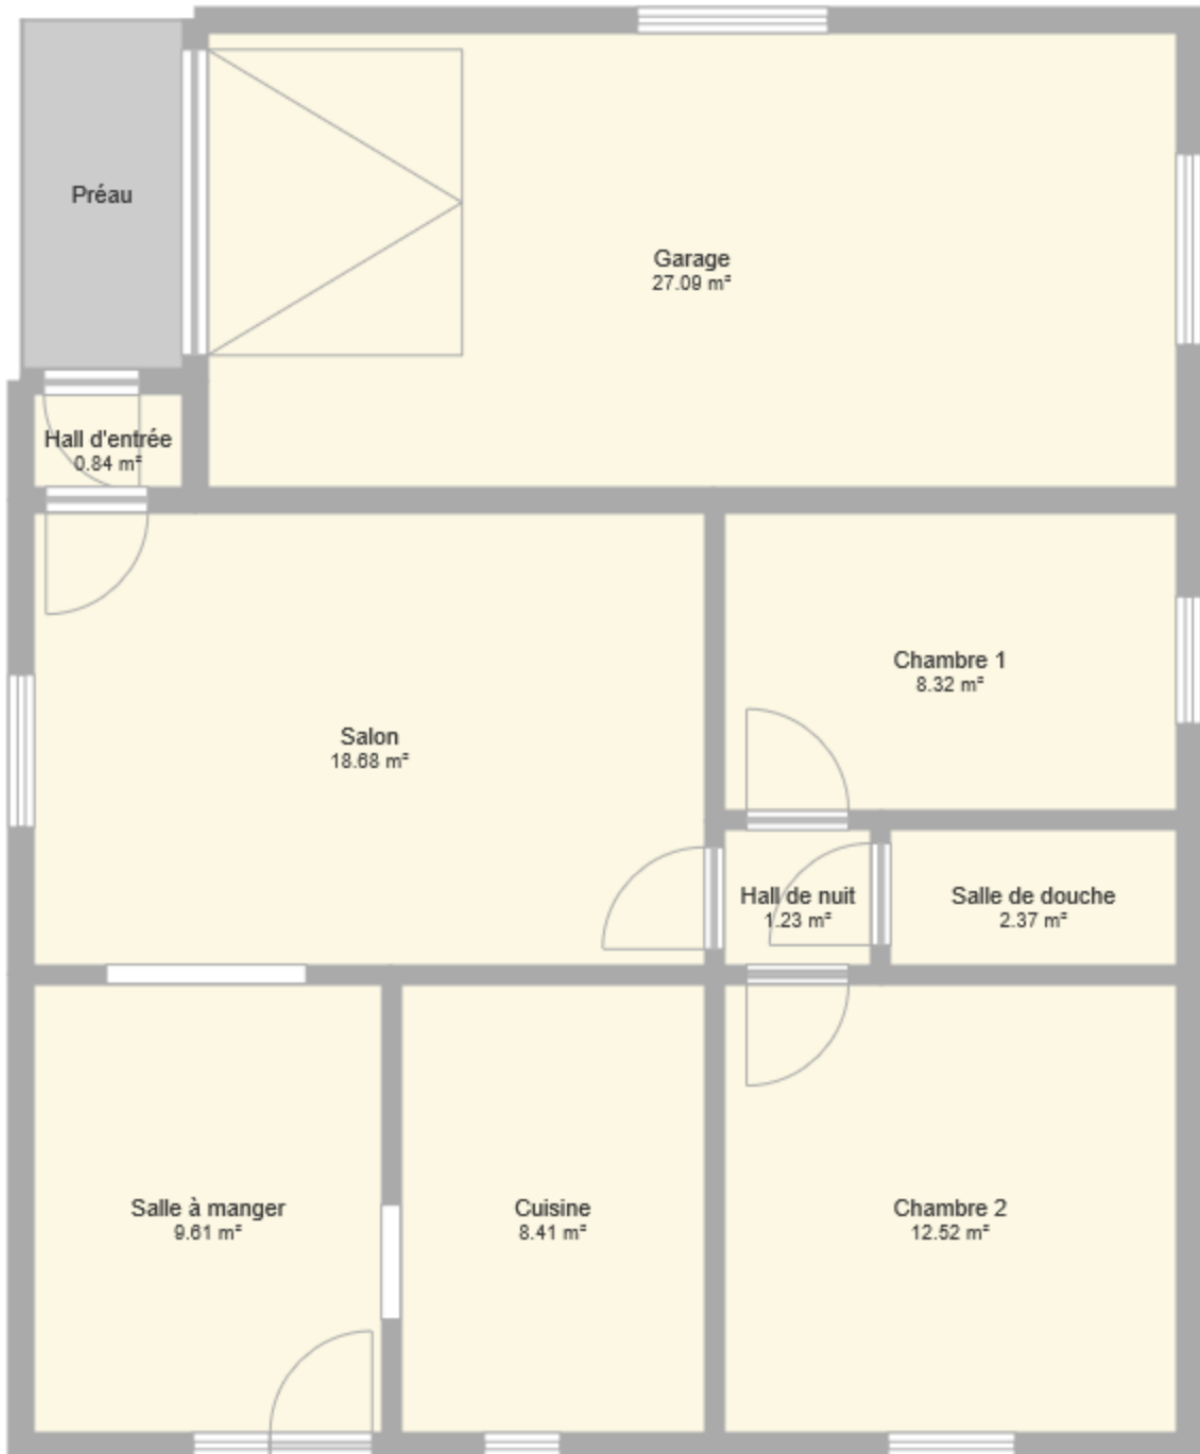 Préau
Garage
27.09 m²
Hall d'entrée
0.84 m²
Chambre 1
8.32 m²
Salon
18.68 m²
Hall de nuit
1.23 m²
Salle de douche
2.37 m²
Salle à manger
9.61 m²
Cuisine
8.41 m²
Chambre 2
12.52 m²